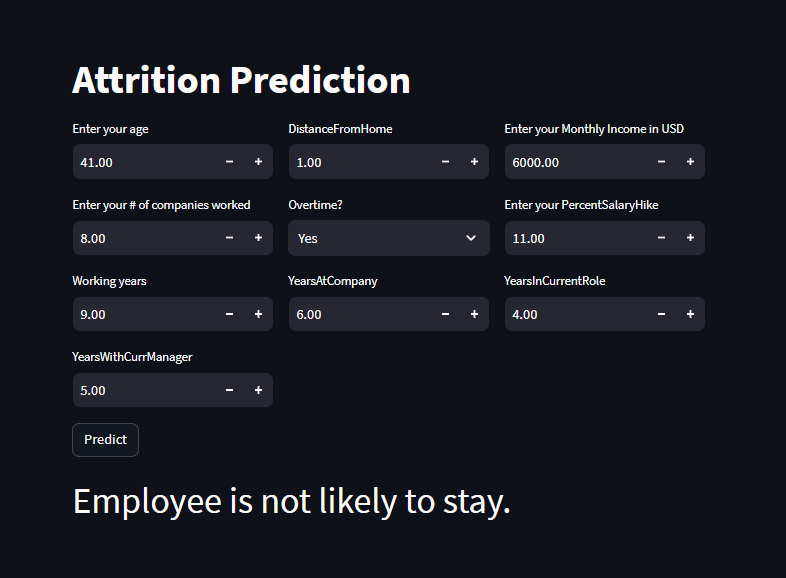 Attrition Prediction
Enter your age DistanceFromHome Enter your Monthly Income in USD
41.00 − + 1.00 − + 6000.00 − +
Enter your # of companies worked Overtime? Enter your PercentSalaryHike
8.00 − + Yes 11.00 − +
Working years YearsAtCompany YearsInCurrentRole
9.00 − + 6.00 − + 4.00 − +
YearsWithCurrManager
5.00 − +
Predict
Employee is not likely to stay.